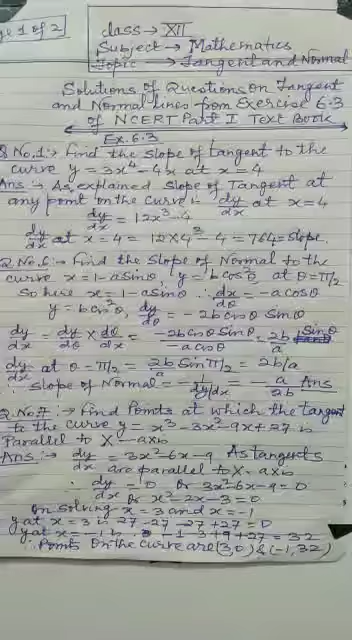 Page 1 of 2
class → XII
Subject → Mathematics
Topic → Tangent and Normal
Solutions of Questions on Tangent
and Normal lines from Exercise 6.3
of NCERT Part I Text Book
Ex. 6.3
Q No.1 :→ Find the slope of tangent to the
curve y = 3x⁴ - 4x at x = 4
Ans :→ As explained slope of Tangent at
any point on the curve is dy/dx at x = 4
dy/dx = 12x³ - 4
dy/dx at x = 4 = 12×4³ - 4 = 764 = slope.
Q No.6 :→ Find the slope of Normal to the
curve x = 1 - a sinθ, y = b cos²θ at θ = π/2
So here x = 1 - a sinθ ∴ dx/dθ = -a cosθ
y = b cos²θ, dy/dθ = -2b cosθ sinθ
dy/dx = dy/dθ × dθ/dx = -2b cosθ sinθ/-a cosθ = 2b/a sinθ
dy/dx at θ = π/2 = 2b/a sin π/2 = 2b/a
∴ slope of Normal = -1/dy/dx = -a/2b Ans
Q No.7 :→ Find Points at which the tangent
to the curve y = x³ - 3x² - 9x + 27 is
Parallel to X-axis
Ans :→ dy/dx = 3x² - 6x - 9 As tangents
are parallel to X-axis
∴ dy/dx = 0 Or 3x² - 6x - 9 = 0
Or x² - 2x - 3 = 0
on solving x = 3 and x = -1
y at x = 3 is 27 - 27 - 27 + 27 = 0
y at x = -1 is -1 - 3 + 9 + 27 = 32
∴ Points on the curve are (3,0) & (-1,32)